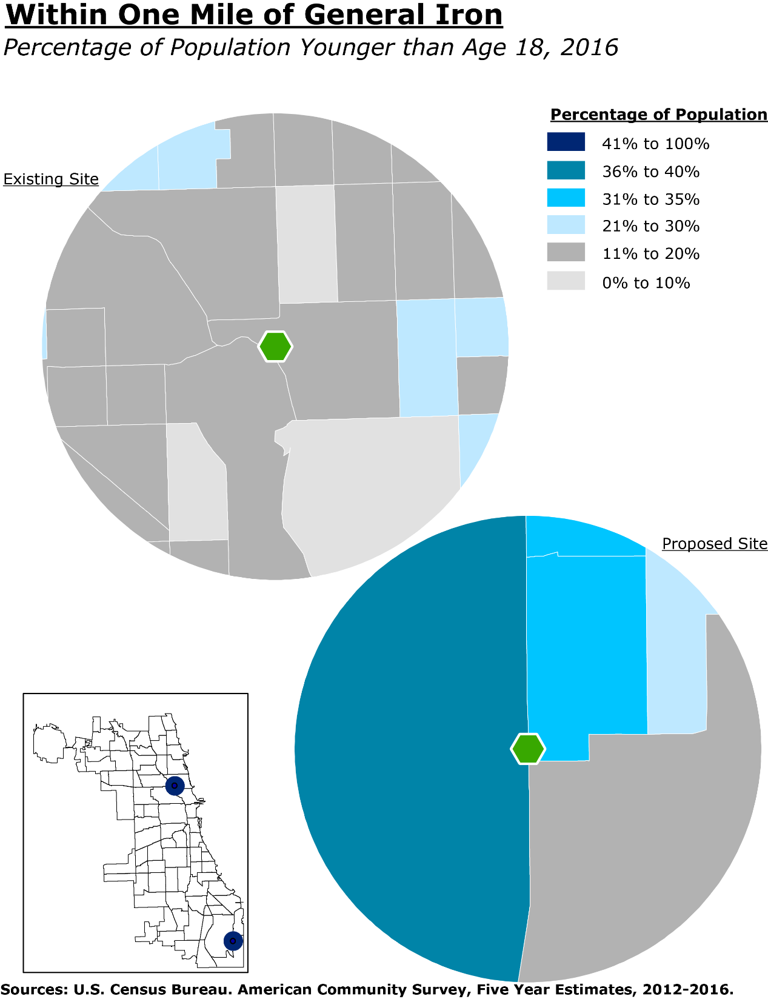 Within One Mile of General Iron
Percentage of Population Younger than Age 18, 2016
Percentage of Population
41% to 100%
36% to 40%
31% to 35%
21% to 30%
11% to 20%
0% to 10%
Existing Site
Proposed Site
Sources: U.S. Census Bureau. American Community Survey, Five Year Estimates, 2012-2016.